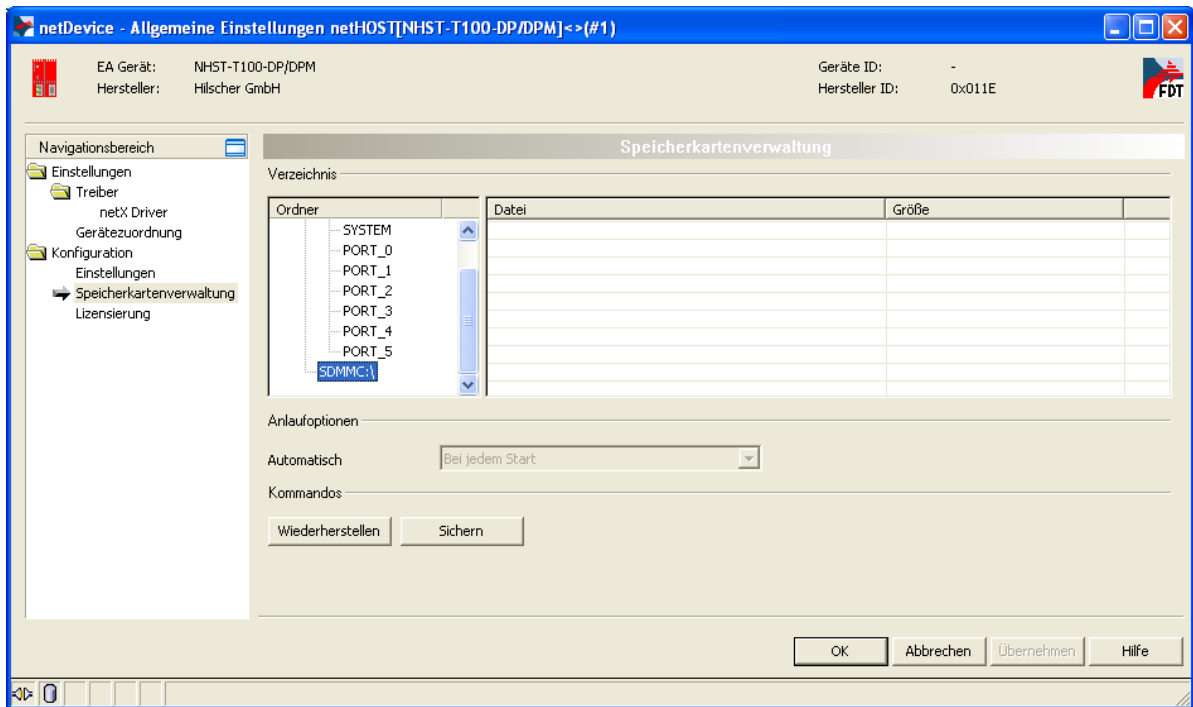 netDevice - Allgemeine Einstellungen netHOST[NHST-T100-DP/DPM]<>(#1)
EA Gerät: NHST-T100-DP/DPM Geräte ID: -
Hersteller: Hilscher GmbH Hersteller ID: 0x011E
FDT
Navigationsbereich
Einstellungen
Treiber
netX Driver
Gerätezuordnung
Konfiguration
Einstellungen
Speicherkartenverwaltung
Lizensierung
Speicherkartenverwaltung
Verzeichnis
Ordner
SYSTEM
PORT_0
PORT_1
PORT_2
PORT_3
PORT_4
PORT_5
SDMMC:\
Datei Größe
Anlaufoptionen
Automatisch Bei jedem Start
Kommandos
Wiederherstellen Sichern
OK Abbrechen Übernehmen Hilfe